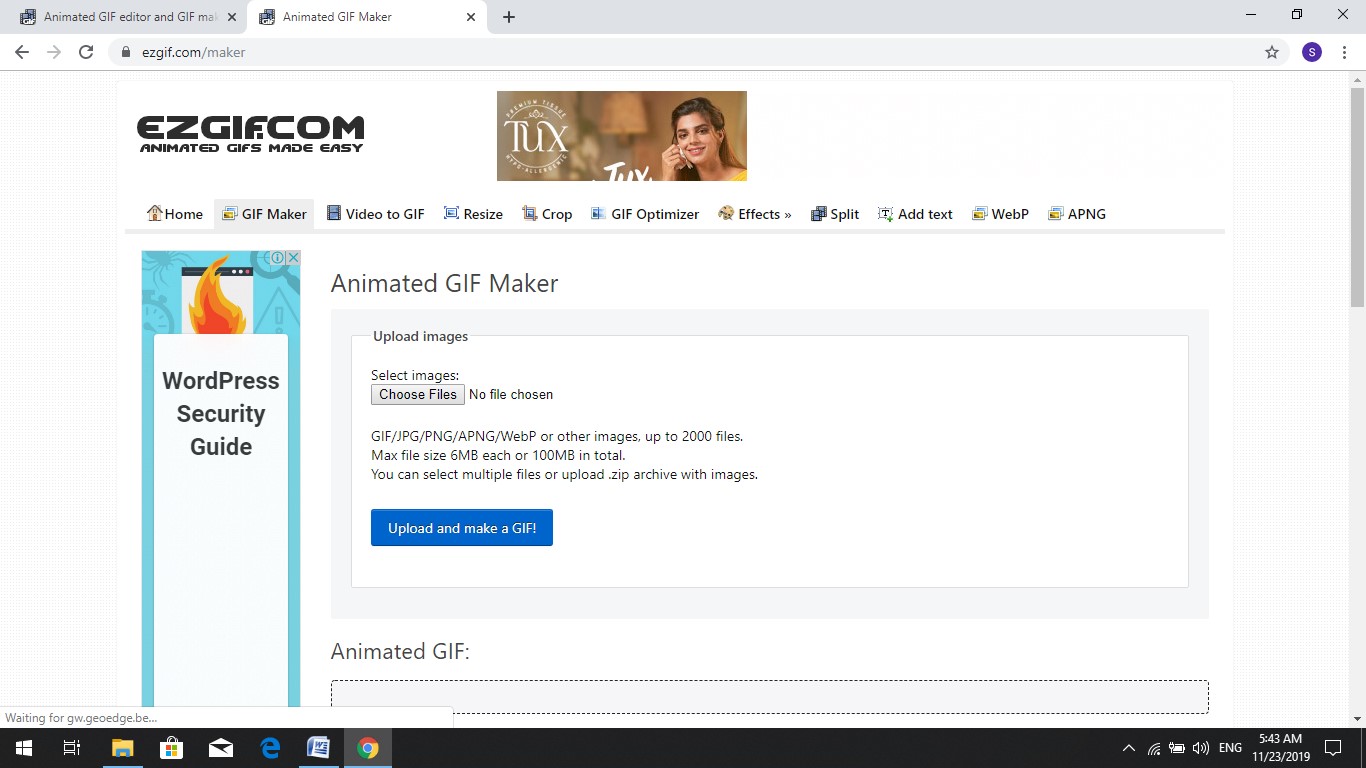 Animated GIF editor and GIF mak
Animated GIF Maker
ezgif.com/maker
S
EZGIF.COM
ANIMATED GIFS MADE EASY
PREMIUM TISSUE
TUX
HYPO-ALLERGENIC
TUX
Home GIF Maker Video to GIF Resize Crop GIF Optimizer Effects » Split Add text WebP APNG
WordPress
Security
Guide
Animated GIF Maker
Upload images
Select images:
Choose Files No file chosen
GIF/JPG/PNG/APNG/WebP or other images, up to 2000 files.
Max file size 6MB each or 100MB in total.
You can select multiple files or upload .zip archive with images.
Upload and make a GIF!
Animated GIF:
Waiting for gw.geoedge.be...
ENG
5:43 AM
11/23/2019